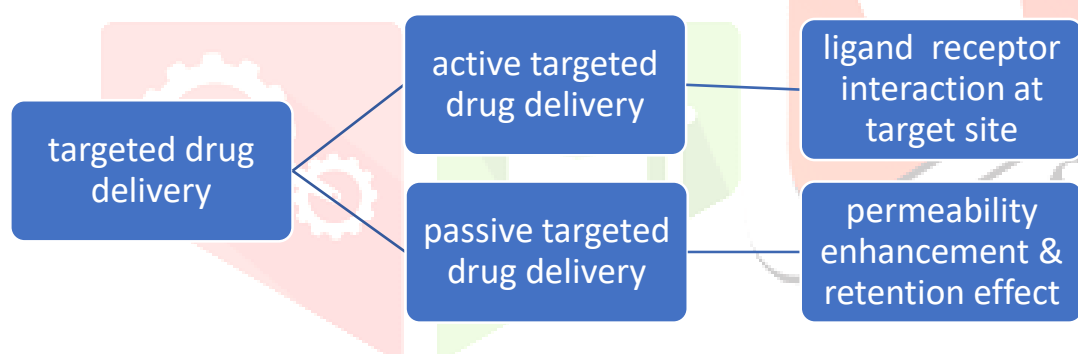 targeted drug
delivery
active targeted
drug delivery
passive targeted
drug delivery
ligand receptor
interaction at
target site
permeability
enhancement &
retention effect